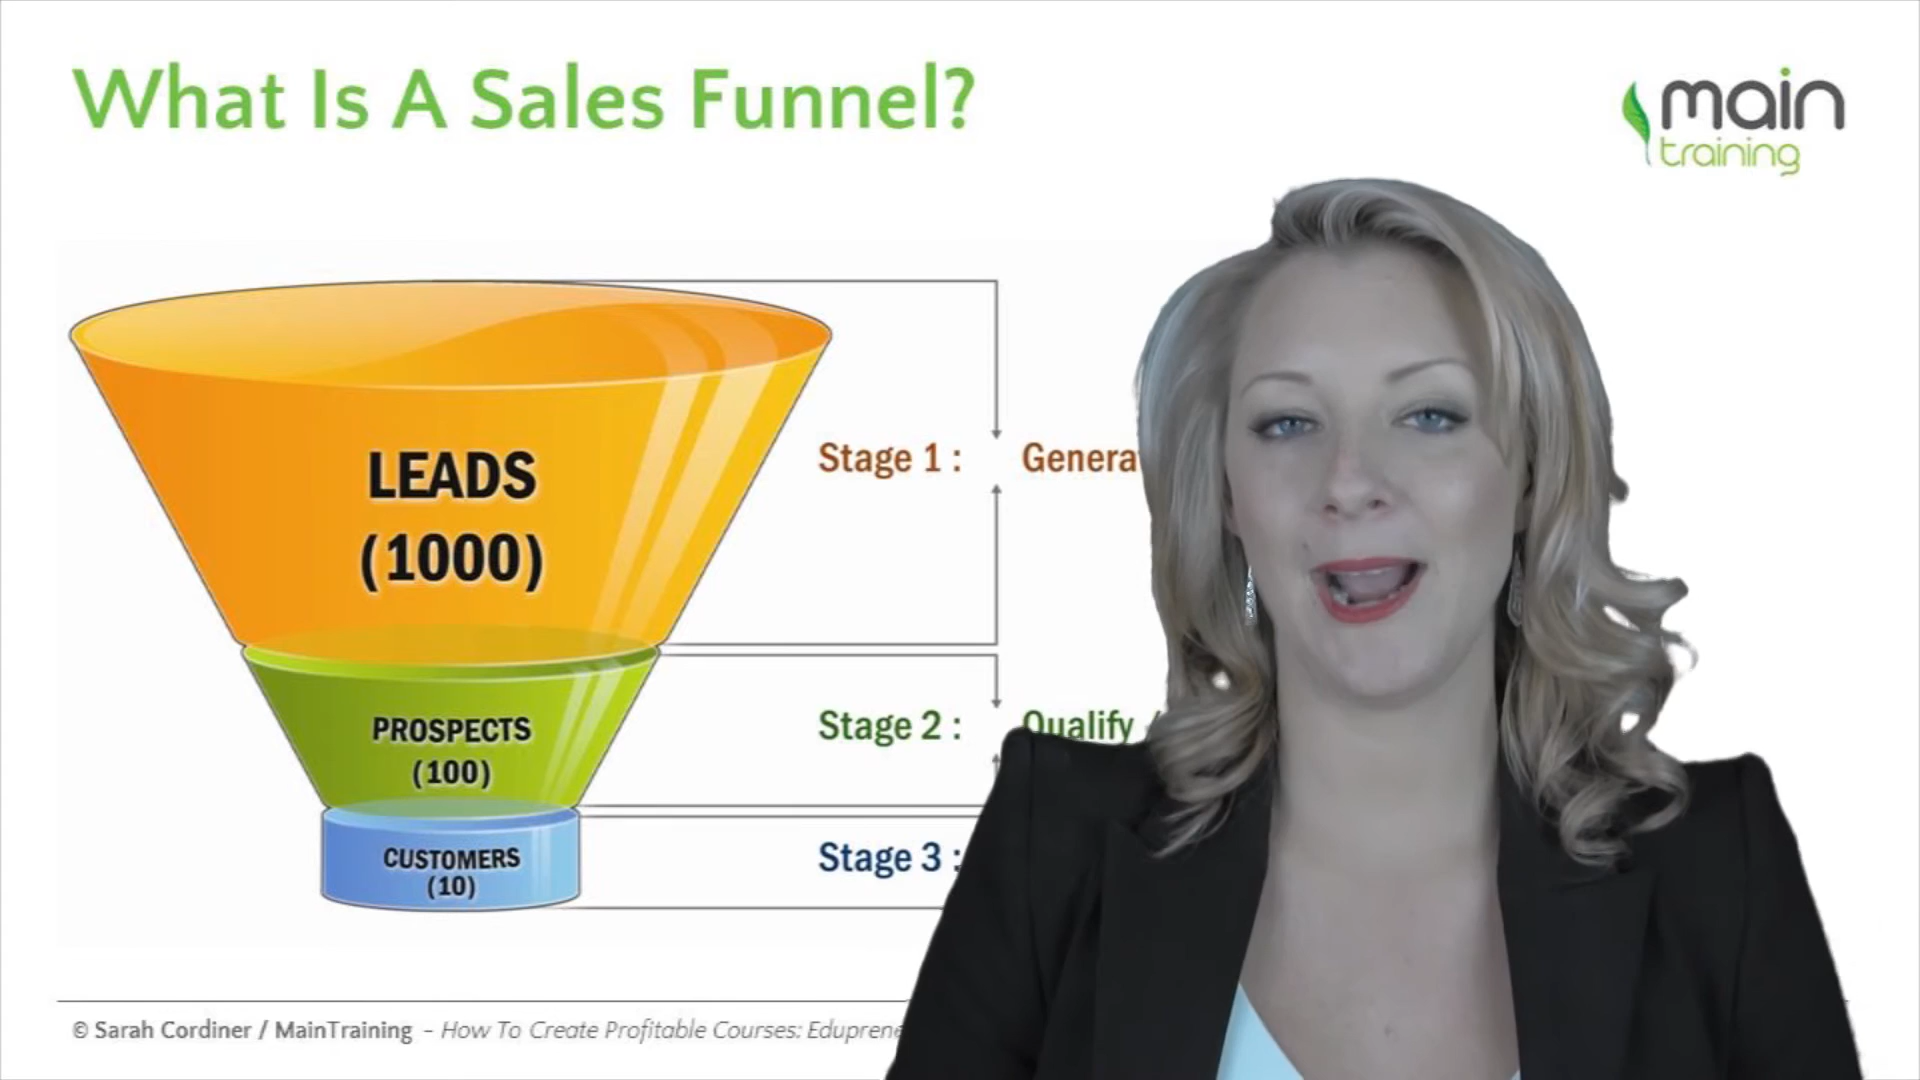 What Is A Sales Funnel?
main
training
LEADS
(1000)
Stage 1 :
PROSPECTS
(100)
Stage 2 : Qualify
CUSTOMERS
(10)
Stage 3 :
© Sarah Cordiner / MainTraining – How To Create Profitable Courses: